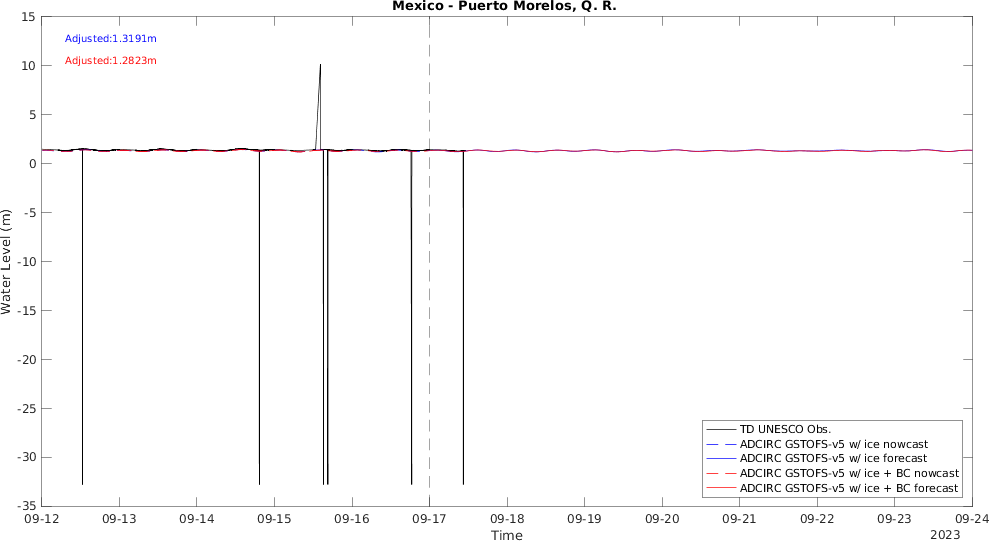 Mexico - Puerto Morelos, Q. R.
Adjusted:1.3191m
Adjusted:1.2823m
15
10
5
0
-5
-10
-15
-20
-25
-30
-35
Water Level (m)
TD UNESCO Obs.
ADCIRC GSTOFS-v5 w/ ice nowcast
ADCIRC GSTOFS-v5 w/ ice forecast
ADCIRC GSTOFS-v5 w/ ice + BC nowcast
ADCIRC GSTOFS-v5 w/ ice + BC forecast
09-12 09-13 09-14 09-15 09-16 09-17 09-18 09-19 09-20 09-21 09-22 09-23 09-24
Time
2023